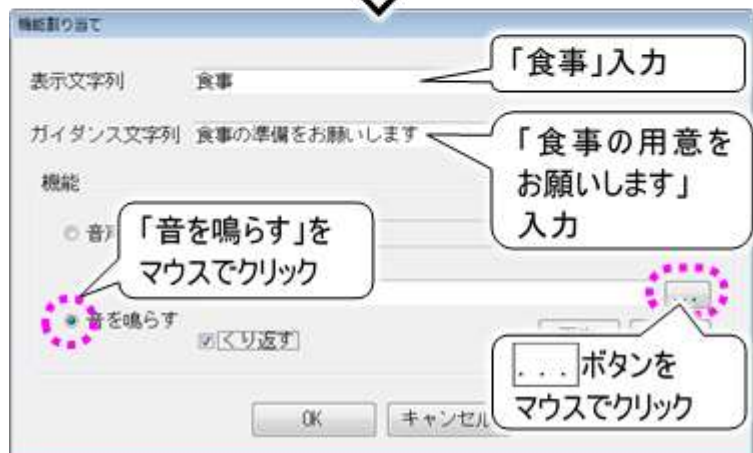 機能割り当て
表示文字列
食事
「食事」入力
ガイダンス文字列
食事の準備をお願いします
「食事の用意を
お願いします」
入力
機能
音声
「音を鳴らす」を
マウスでクリック
...
音を鳴らす
くり返す
...ボタンを
マウスでクリック
OK
キャンセル